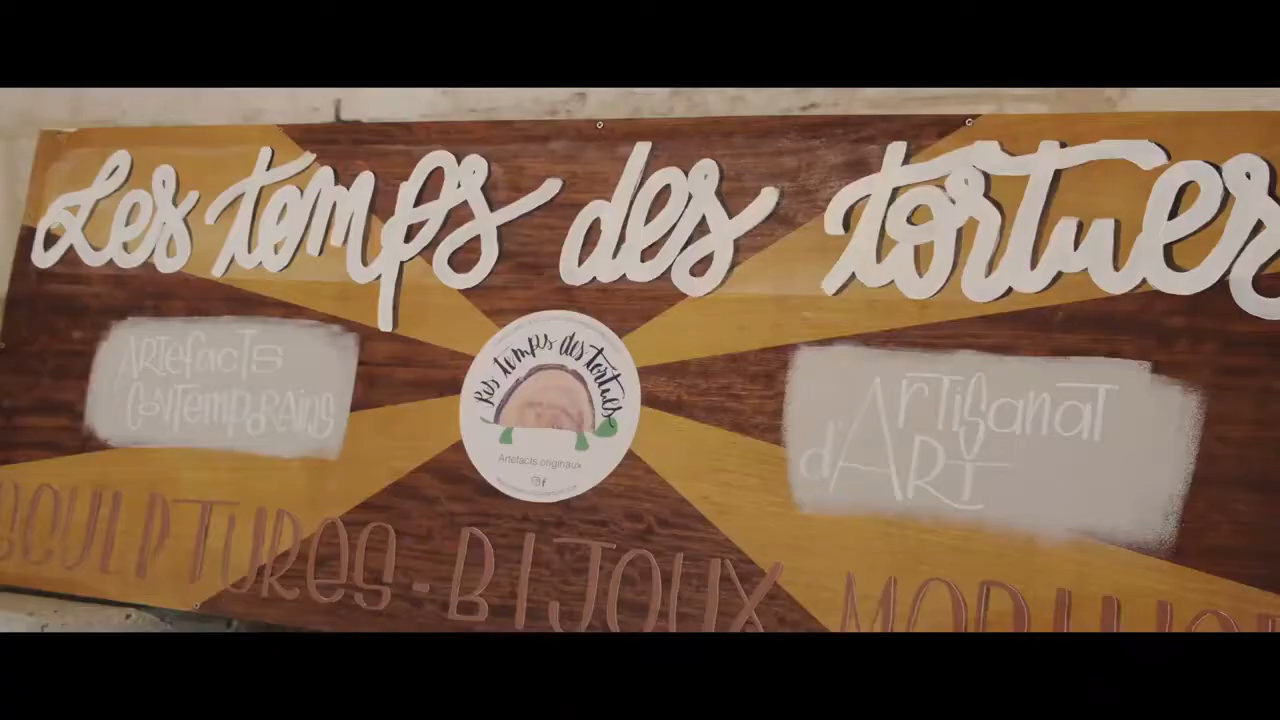 Les temps des tortues
ARTefacTS
CONTemPORAiNS
Les temps des tortues
Artefacts originaux
ARTiSanaT
d'ART
SCULPTUReS - BIJOUX